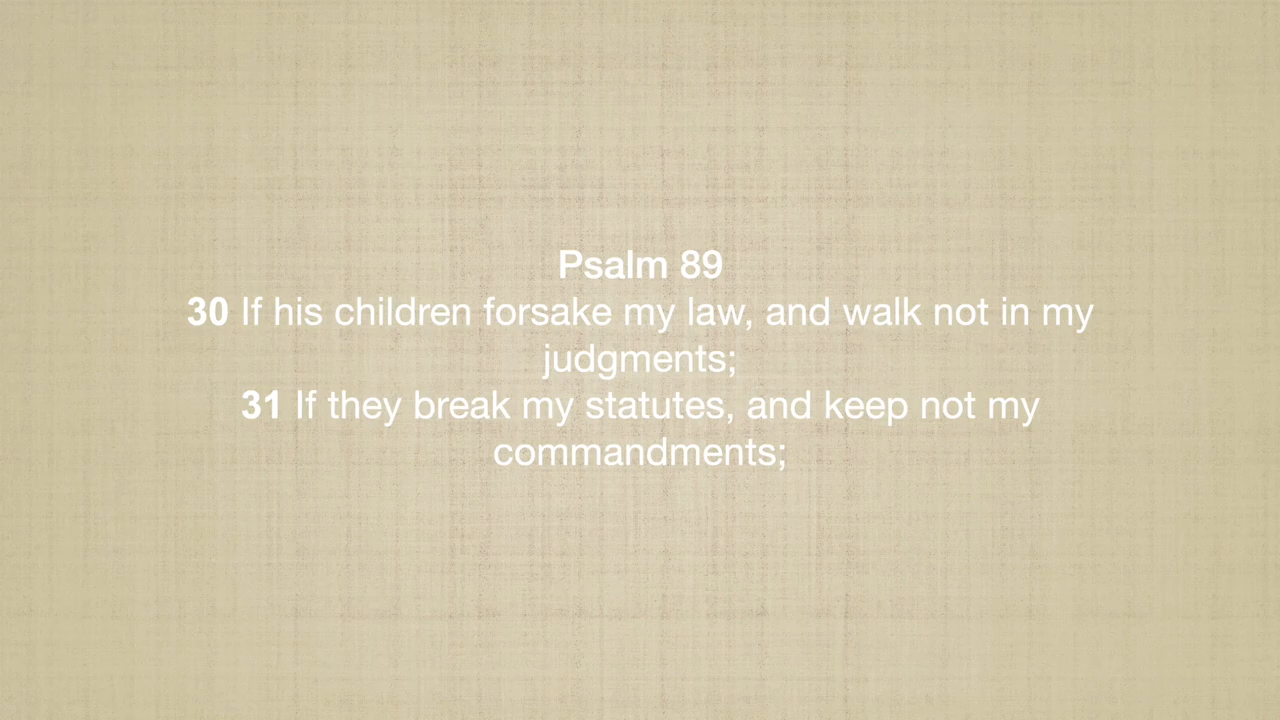 Psalm 89
30 If his children forsake my law, and walk not in my
judgments;
31 If they break my statutes, and keep not my
commandments;